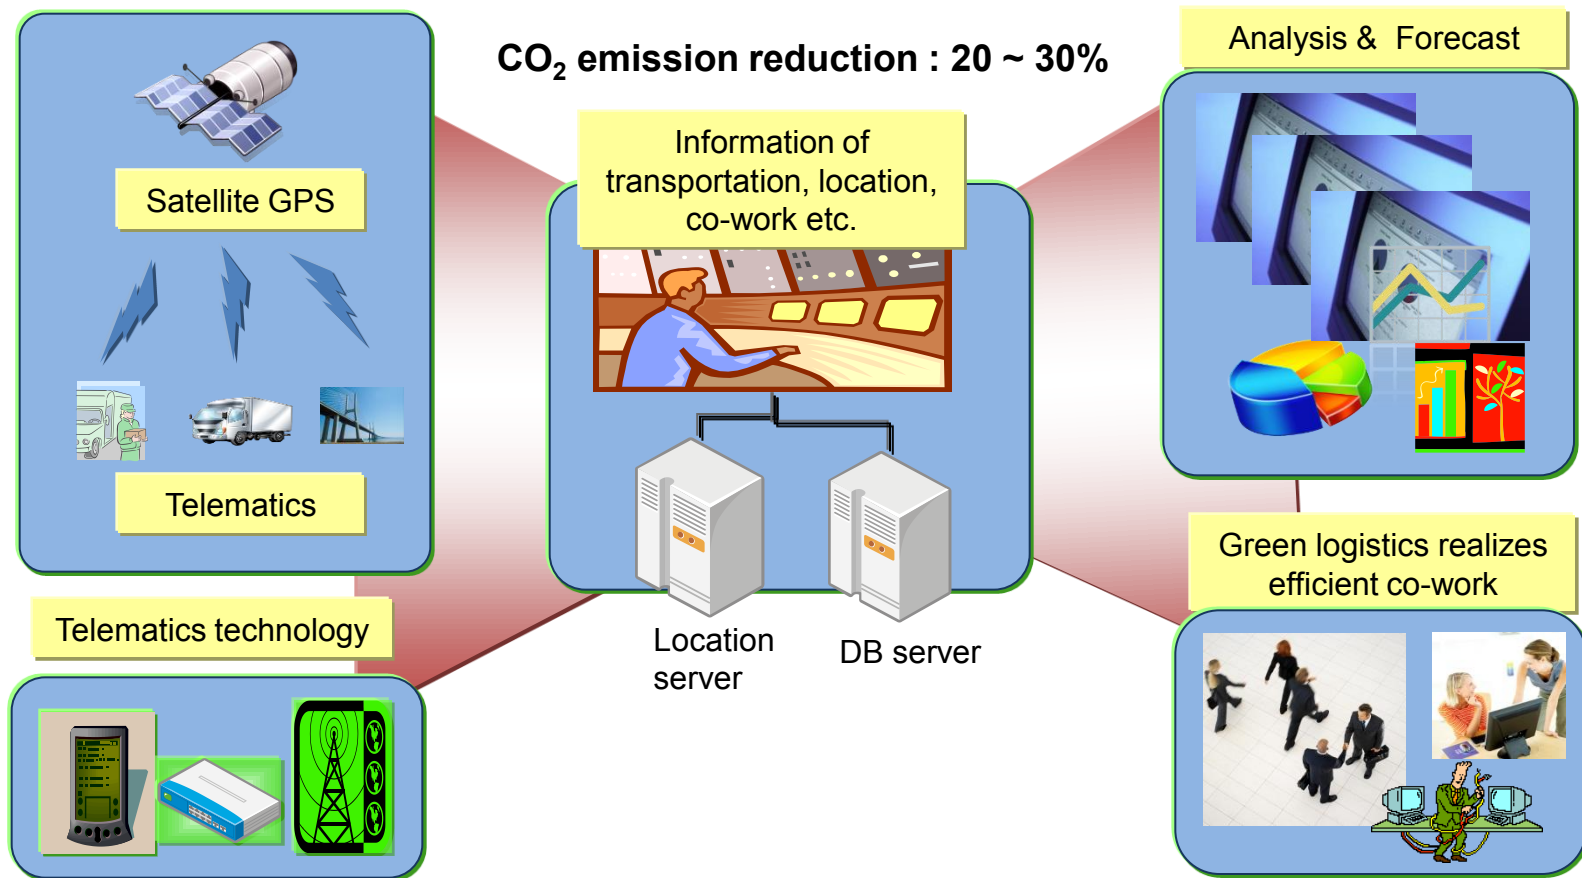 CO₂ emission reduction : 20 ~ 30%
Satellite GPS
Telematics
Telematics technology
Information of
transportation, location,
co-work etc.
Location
server
DB server
Analysis & Forecast
Green logistics realizes
efficient co-work